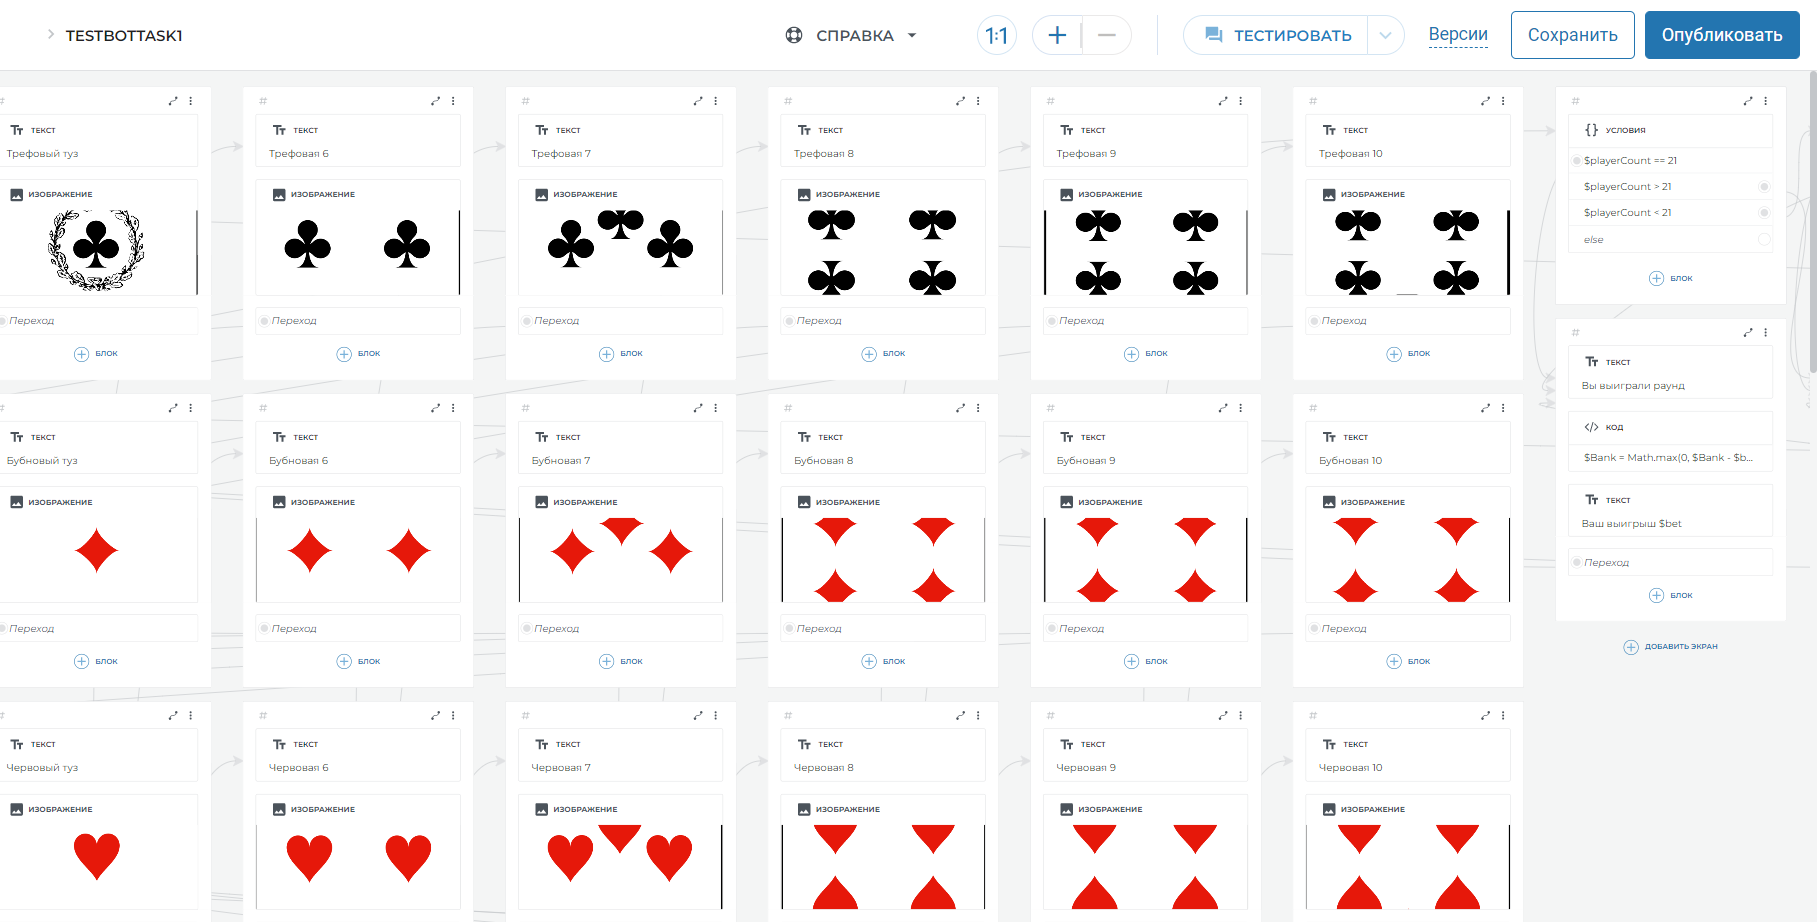 TESTBOTTASK1
СПРАВКА
1:1
ТЕСТИРОВАТЬ
Версии
Сохранить
Опубликовать
# # # # # # #
ТЕКСТ ТЕКСТ ТЕКСТ ТЕКСТ ТЕКСТ ТЕКСТ УСЛОВИЯ
Трефовый туз Трефовая 6 Трефовая 7 Трефовая 8 Трефовая 9 Трефовая 10 $playerCount == 21
$playerCount > 21
ИЗОБРАЖЕНИЕ ИЗОБРАЖЕНИЕ ИЗОБРАЖЕНИЕ ИЗОБРАЖЕНИЕ ИЗОБРАЖЕНИЕ ИЗОБРАЖЕНИЕ
$playerCount < 21
else
БЛОК
Переход Переход Переход Переход Переход Переход
#
БЛОК БЛОК БЛОК БЛОК БЛОК БЛОК
ТЕКСТ
Вы выиграли раунд
# # # # # #
КОД
ТЕКСТ ТЕКСТ ТЕКСТ ТЕКСТ ТЕКСТ ТЕКСТ
Бубновый туз Бубновая 6 Бубновая 7 Бубновая 8 Бубновая 9 Бубновая 10 $Bank = Math.max(0, $Bank - $b...
ИЗОБРАЖЕНИЕ ИЗОБРАЖЕНИЕ ИЗОБРАЖЕНИЕ ИЗОБРАЖЕНИЕ ИЗОБРАЖЕНИЕ ИЗОБРАЖЕНИЕ ТЕКСТ
Ваш выигрыш $bet
Переход
БЛОК
Переход Переход Переход Переход Переход Переход
ДОБАВИТЬ ЭКРАН
БЛОК БЛОК БЛОК БЛОК БЛОК БЛОК
# # # # # #
ТЕКСТ ТЕКСТ ТЕКСТ ТЕКСТ ТЕКСТ ТЕКСТ
Червовый туз Червовая 6 Червовая 7 Червовая 8 Червовая 9 Червовая 10
ИЗОБРАЖЕНИЕ ИЗОБРАЖЕНИЕ ИЗОБРАЖЕНИЕ ИЗОБРАЖЕНИЕ ИЗОБРАЖЕНИЕ ИЗОБРАЖЕНИЕ